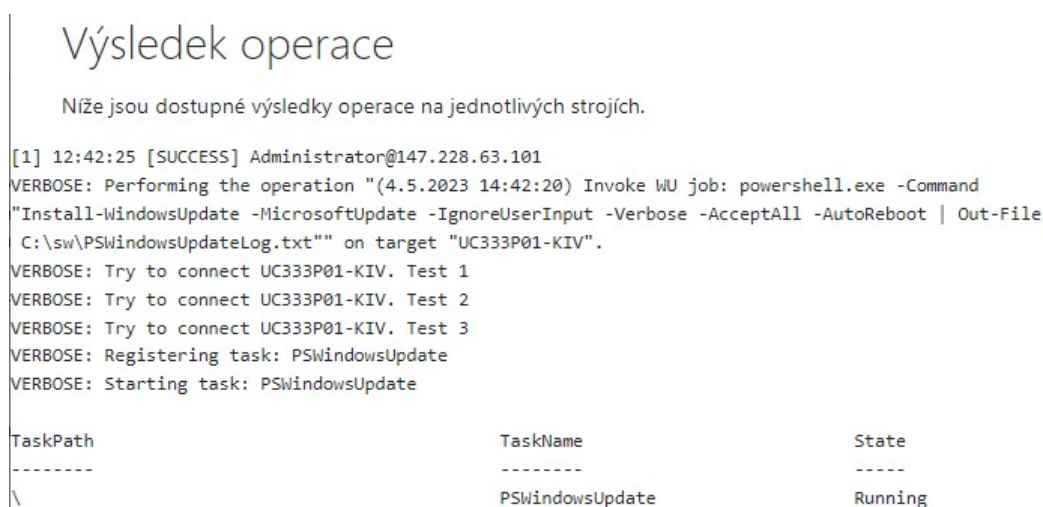 Výsledek operace
Níže jsou dostupné výsledky operace na jednotlivých strojích.
[1] 12:42:25 [SUCCESS] Administrator@147.228.63.101
VERBOSE: Performing the operation "(4.5.2023 14:42:20) Invoke WU job: powershell.exe -Command
"Install-WindowsUpdate -MicrosoftUpdate -IgnoreUserInput -Verbose -AcceptAll -AutoReboot | Out-File
C:\sw\PSWindowsUpdateLog.txt"" on target "UC333P01-KIV".
VERBOSE: Try to connect UC333P01-KIV. Test 1
VERBOSE: Try to connect UC333P01-KIV. Test 2
VERBOSE: Try to connect UC333P01-KIV. Test 3
VERBOSE: Registering task: PSWindowsUpdate
VERBOSE: Starting task: PSWindowsUpdate
TaskPath TaskName State
-------- -------- -----
\ PSWindowsUpdate Running